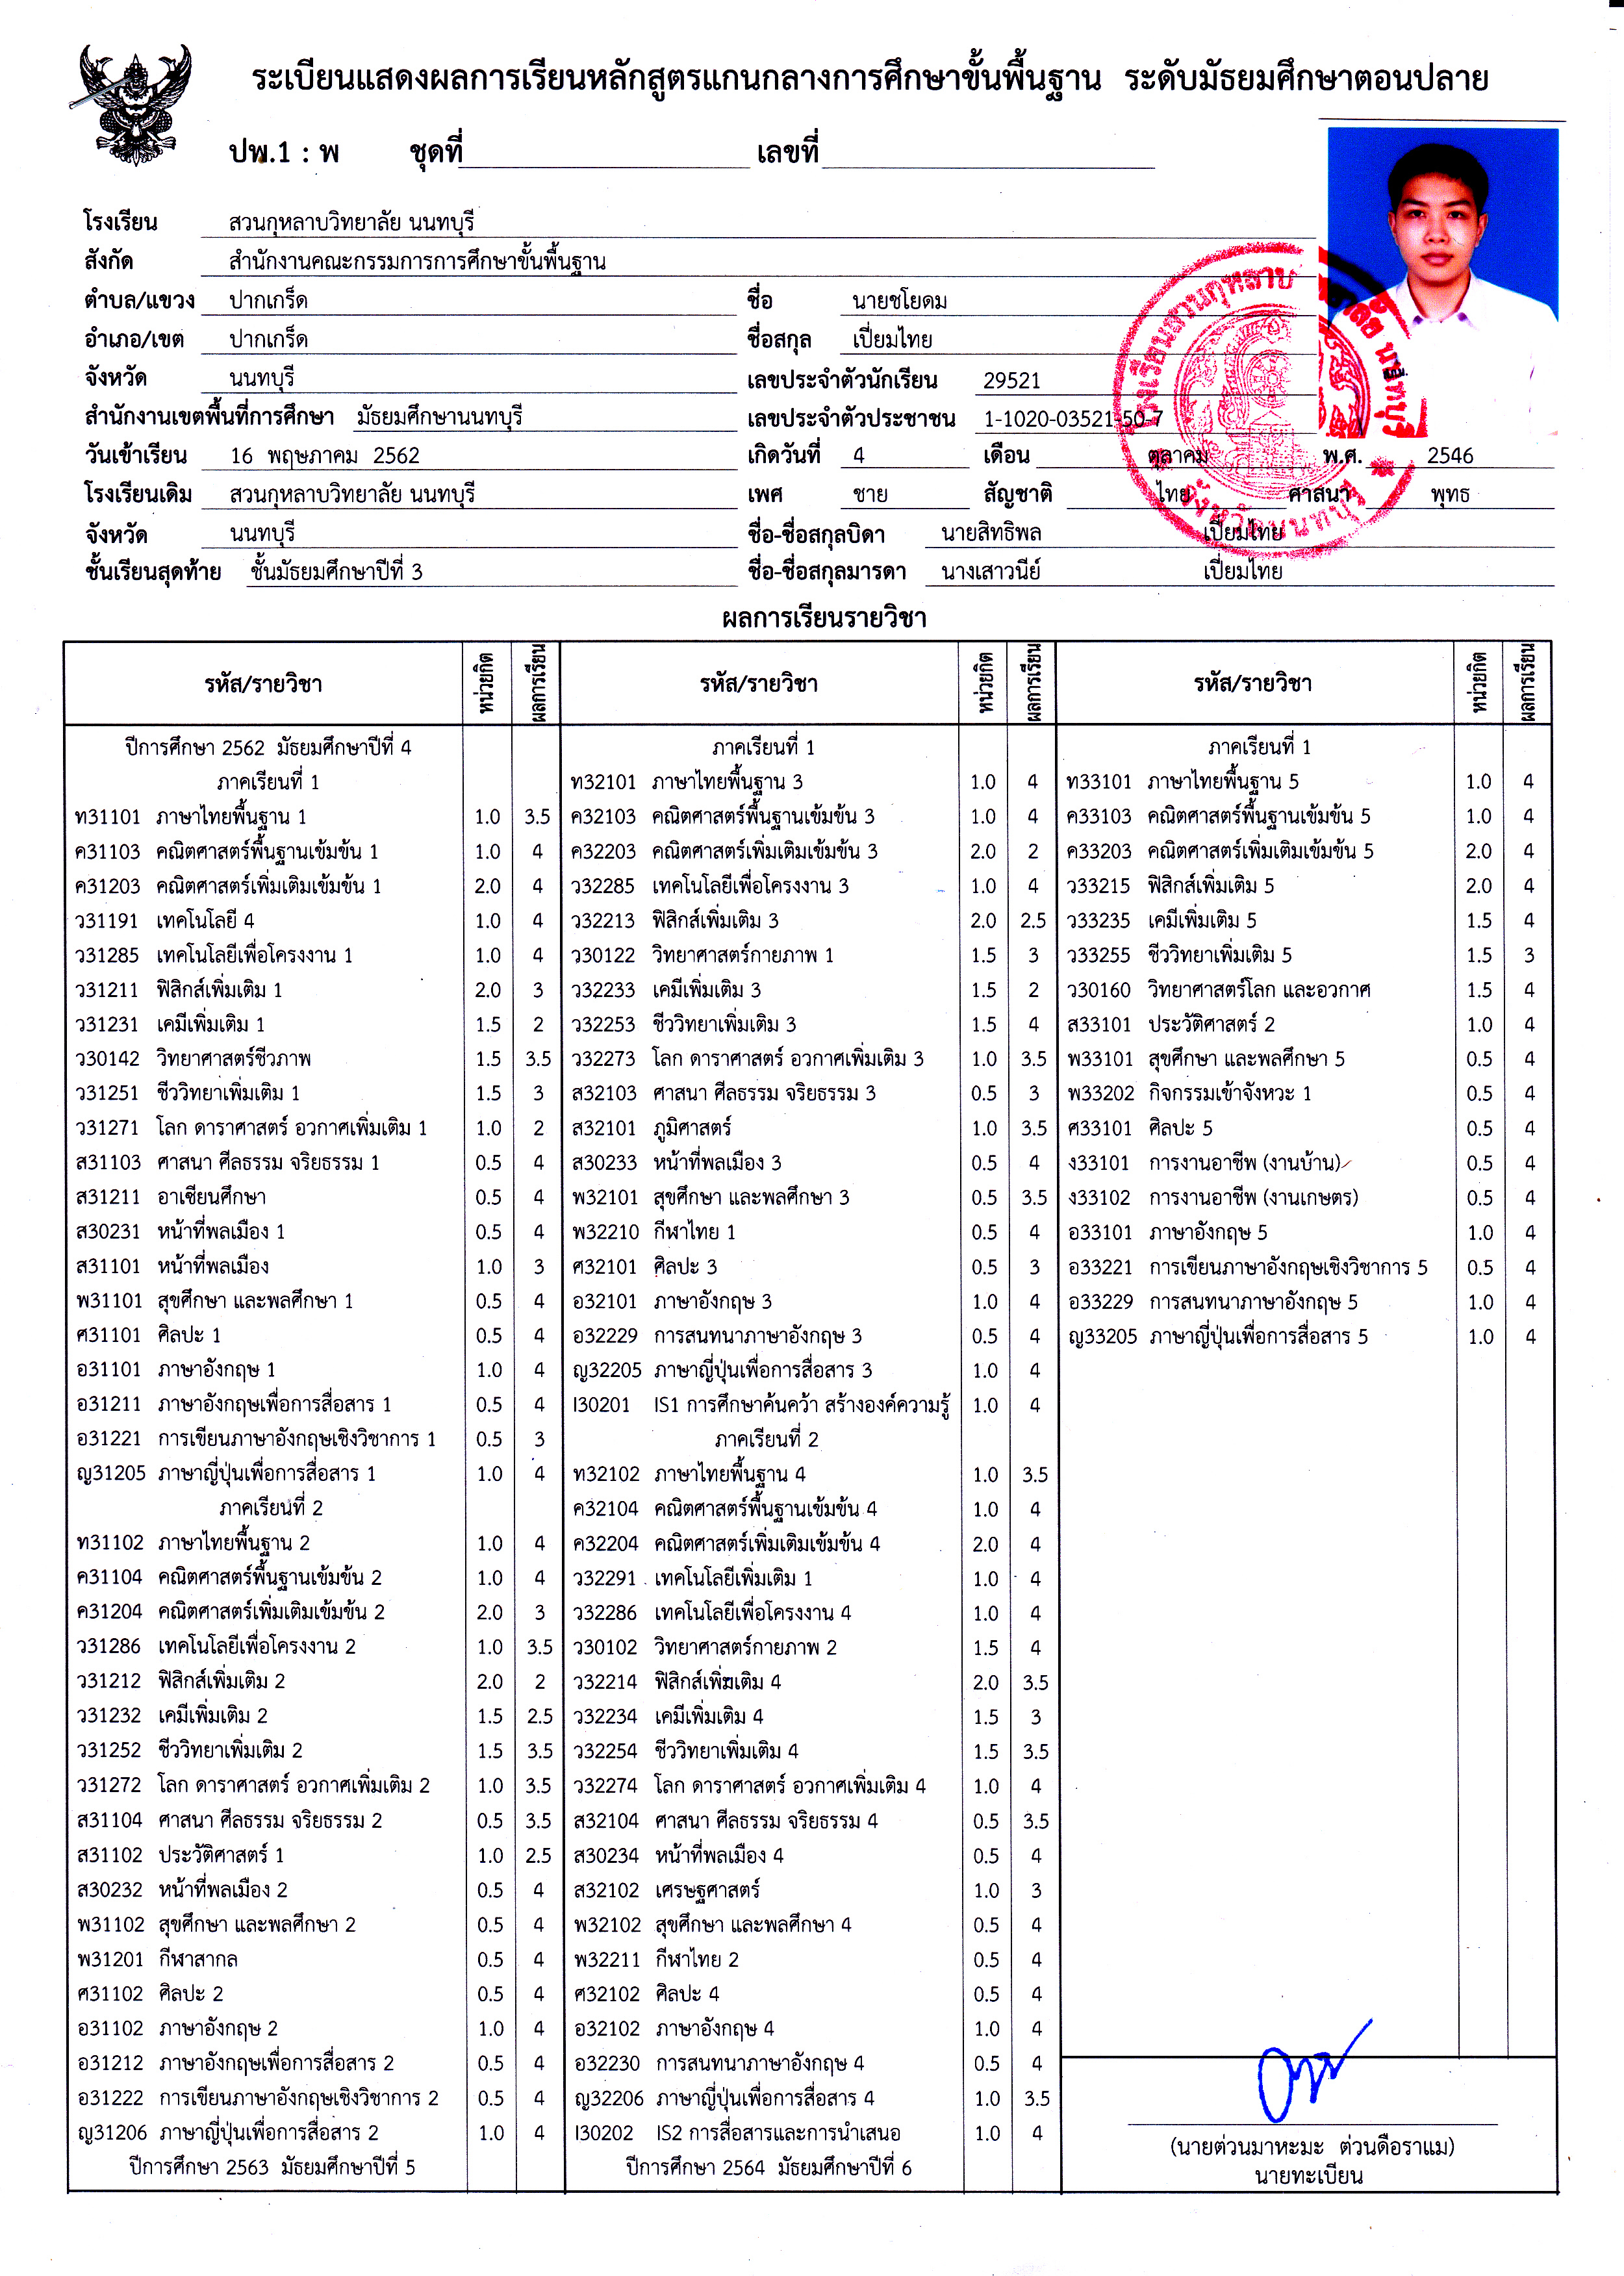 ระเบียนแสดงผลการเรียนหลักสูตรแกนกลางการศึกษาขั้นพื้นฐาน ระดับมัธยมศึกษาตอนปลาย
ปพ.1 : พ ชุดที่ เลขที่
โรงเรียน สวนกุหลาบวิทยาลัย นนทบุรี
สังกัด สำนักงานคณะกรรมการการศึกษาขั้นพื้นฐาน
ตำบล/แขวง ปากเกร็ด ชื่อ นายชโยดม
อำเภอ/เขต ปากเกร็ด ชื่อสกุล เปี่ยมไทย
จังหวัด นนทบุรี เลขประจำตัวนักเรียน 29521
สำนักงานเขตพื้นที่การศึกษา มัธยมศึกษานนทบุรี เลขประจำตัวประชาชน 1-1020-03521-50-7
วันเข้าเรียน 16 พฤษภาคม 2562 เกิดวันที่ 4 เดือน ตุลาคม พ.ศ. 2546
โรงเรียนเดิม สวนกุหลาบวิทยาลัย นนทบุรี เพศ ชาย สัญชาติ ไทย ศาสนา พุทธ
จังหวัด นนทบุรี ชื่อ-ชื่อสกุลบิดา นายสิทธิพล เปี่ยมไทย
ชั้นเรียนสุดท้าย ชั้นมัธยมศึกษาปีที่ 3 ชื่อ-ชื่อสกุลมารดา นางเสาวนีย์ เปี่ยมไทย
โรงเรียนสวนกุหลาบวิทยาลัย นนทบุรี
จังหวัดนนทบุรี
ผลการเรียนรายวิชา
รหัส/รายวิชา หน่วยกิต ผลการเรียน
ปีการศึกษา 2562 มัธยมศึกษาปีที่ 4
ภาคเรียนที่ 1
ท31101 ภาษาไทยพื้นฐาน 1 1.0 3.5
ค31103 คณิตศาสตร์พื้นฐานเข้มข้น 1 1.0 4
ค31203 คณิตศาสตร์เพิ่มเติมเข้มข้น 1 2.0 4
ว31191 เทคโนโลยี 4 1.0 4
ว31285 เทคโนโลยีเพื่อโครงงาน 1 1.0 4
ว31211 ฟิสิกส์เพิ่มเติม 1 2.0 3
ว31231 เคมีเพิ่มเติม 1 1.5 2
ว30142 วิทยาศาสตร์ชีวภาพ 1.5 3.5
ว31251 ชีววิทยาเพิ่มเติม 1 1.5 3
ว31271 โลก ดาราศาสตร์ อวกาศเพิ่มเติม 1 1.0 2
ส31103 ศาสนา ศีลธรรม จริยธรรม 1 0.5 4
ส31211 อาเซียนศึกษา 0.5 4
ส30231 หน้าที่พลเมือง 1 0.5 4
ส31101 หน้าที่พลเมือง 1.0 3
พ31101 สุขศึกษา และพลศึกษา 1 0.5 4
ศ31101 ศิลปะ 1 0.5 4
อ31101 ภาษาอังกฤษ 1 1.0 4
อ31211 ภาษาอังกฤษเพื่อการสื่อสาร 1 0.5 4
อ31221 การเขียนภาษาอังกฤษเชิงวิชาการ 1 0.5 3
ญ31205 ภาษาญี่ปุ่นเพื่อการสื่อสาร 1 1.0 4
ภาคเรียนที่ 2
ท31102 ภาษาไทยพื้นฐาน 2 1.0 4
ค31104 คณิตศาสตร์พื้นฐานเข้มข้น 2 1.0 4
ค31204 คณิตศาสตร์เพิ่มเติมเข้มข้น 2 2.0 3
ว31286 เทคโนโลยีเพื่อโครงงาน 2 1.0 3.5
ว31212 ฟิสิกส์เพิ่มเติม 2 2.0 2
ว31232 เคมีเพิ่มเติม 2 1.5 2.5
ว31252 ชีววิทยาเพิ่มเติม 2 1.5 3.5
ว31272 โลก ดาราศาสตร์ อวกาศเพิ่มเติม 2 1.0 3.5
ส31104 ศาสนา ศีลธรรม จริยธรรม 2 0.5 3.5
ส31102 ประวัติศาสตร์ 1 1.0 2.5
ส30232 หน้าที่พลเมือง 2 0.5 4
พ31102 สุขศึกษา และพลศึกษา 2 0.5 4
พ31201 กีฬาสากล 0.5 4
ศ31102 ศิลปะ 2 0.5 4
อ31102 ภาษาอังกฤษ 2 1.0 4
อ31212 ภาษาอังกฤษเพื่อการสื่อสาร 2 0.5 4
อ31222 การเขียนภาษาอังกฤษเชิงวิชาการ 2 0.5 4
ญ31206 ภาษาญี่ปุ่นเพื่อการสื่อสาร 2 1.0 4
ปีการศึกษา 2563 มัธยมศึกษาปีที่ 5
รหัส/รายวิชา หน่วยกิต ผลการเรียน
ภาคเรียนที่ 1
ท32101 ภาษาไทยพื้นฐาน 3 1.0 4
ค32103 คณิตศาสตร์พื้นฐานเข้มข้น 3 1.0 4
ค32203 คณิตศาสตร์เพิ่มเติมเข้มข้น 3 2.0 2
ว32285 เทคโนโลยีเพื่อโครงงาน 3 1.0 4
ว32213 ฟิสิกส์เพิ่มเติม 3 2.0 2.5
ว30122 วิทยาศาสตร์กายภาพ 1 1.5 3
ว32233 เคมีเพิ่มเติม 3 1.5 2
ว32253 ชีววิทยาเพิ่มเติม 3 1.5 4
ว32273 โลก ดาราศาสตร์ อวกาศเพิ่มเติม 3 1.0 3.5
ส32103 ศาสนา ศีลธรรม จริยธรรม 3 0.5 3
ส32101 ภูมิศาสตร์ 1.0 3.5
ส30233 หน้าที่พลเมือง 3 0.5 4
พ32101 สุขศึกษา และพลศึกษา 3 0.5 3.5
พ32210 กีฬาไทย 1 0.5 4
ศ32101 ศิลปะ 3 0.5 3
อ32101 ภาษาอังกฤษ 3 1.0 4
อ32229 การสนทนาภาษาอังกฤษ 3 0.5 4
ญ32205 ภาษาญี่ปุ่นเพื่อการสื่อสาร 3 1.0 4
I30201 IS1 การศึกษาค้นคว้า สร้างองค์ความรู้ 1.0 4
ภาคเรียนที่ 2
ท32102 ภาษาไทยพื้นฐาน 4 1.0 3.5
ค32104 คณิตศาสตร์พื้นฐานเข้มข้น 4 1.0 4
ค32204 คณิตศาสตร์เพิ่มเติมเข้มข้น 4 2.0 4
ว32291 เทคโนโลยีเพิ่มเติม 1 1.0 4
ว32286 เทคโนโลยีเพื่อโครงงาน 4 1.0 4
ว30102 วิทยาศาสตร์กายภาพ 2 1.5 4
ว32214 ฟิสิกส์เพิ่มเติม 4 2.0 3.5
ว32234 เคมีเพิ่มเติม 4 1.5 3
ว32254 ชีววิทยาเพิ่มเติม 4 1.5 3.5
ว32274 โลก ดาราศาสตร์ อวกาศเพิ่มเติม 4 1.0 4
ส32104 ศาสนา ศีลธรรม จริยธรรม 4 0.5 3.5
ส30234 หน้าที่พลเมือง 4 0.5 4
ส32102 เศรษฐศาสตร์ 1.0 3
พ32102 สุขศึกษา และพลศึกษา 4 0.5 4
พ32211 กีฬาไทย 2 0.5 4
ศ32102 ศิลปะ 4 0.5 4
อ32102 ภาษาอังกฤษ 4 1.0 4
อ32230 การสนทนาภาษาอังกฤษ 4 0.5 4
ญ32206 ภาษาญี่ปุ่นเพื่อการสื่อสาร 4 1.0 3.5
I30202 IS2 การสื่อสารและการนำเสนอ 1.0 4
ปีการศึกษา 2564 มัธยมศึกษาปีที่ 6
รหัส/รายวิชา หน่วยกิต ผลการเรียน
ภาคเรียนที่ 1
ท33101 ภาษาไทยพื้นฐาน 5 1.0 4
ค33103 คณิตศาสตร์พื้นฐานเข้มข้น 5 1.0 4
ค33203 คณิตศาสตร์เพิ่มเติมเข้มข้น 5 2.0 4
ว33215 ฟิสิกส์เพิ่มเติม 5 2.0 4
ว33235 เคมีเพิ่มเติม 5 1.5 4
ว33255 ชีววิทยาเพิ่มเติม 5 1.5 3
ว30160 วิทยาศาสตร์โลก และอวกาศ 1.5 4
ส33101 ประวัติศาสตร์ 2 1.0 4
พ33101 สุขศึกษา และพลศึกษา 5 0.5 4
พ33202 กิจกรรมเข้าจังหวะ 1 0.5 4
ศ33101 ศิลปะ 5 0.5 4
ง33101 การงานอาชีพ (งานบ้าน) 0.5 4
ง33102 การงานอาชีพ (งานเกษตร) 0.5 4
อ33101 ภาษาอังกฤษ 5 1.0 4
อ33221 การเขียนภาษาอังกฤษเชิงวิชาการ 5 0.5 4
อ33229 การสนทนาภาษาอังกฤษ 5 1.0 4
ญ33205 ภาษาญี่ปุ่นเพื่อการสื่อสาร 5 1.0 4
(นายต่วนมาหะมะ ต่วนดือราแม)
นายทะเบียน